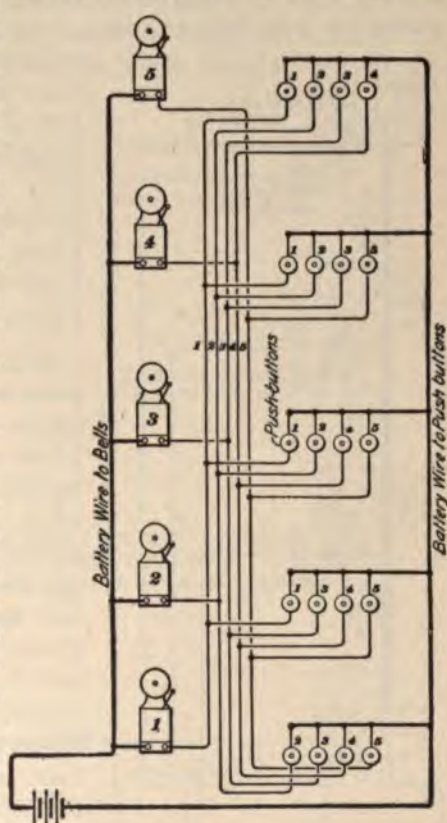 5
1 2 3 4
4
1 2 3 5
1 2 3 4 5
Push-buttons
3
1 2 4 5
Battery Wire to Bells
Battery Wire to Push buttons
2
1 3 4 5
1
2 3 4 5